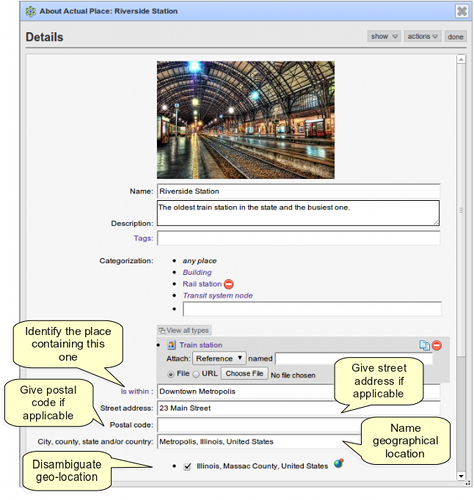 About Actual Place: Riverside Station
Details
show actions done
Name: Riverside Station
The oldest train station in the state and the busiest one.
Description:
Tags:
Categorization: any place
Building
Rail station
Transit system node
View all types
Train station
Attach: Reference named
File URL Choose File No file chosen
Identify the place
containing this
one
Is within : Downtown Metropolis
Give street
address if
applicable
Give postal
code if
applicable
Street address: 23 Main Street
Postal code:
Name
geographical
location
City, county, state and/or country: Metropolis, Illinois, United States
Disambiguate
geo-location
Illinois, Massac County, United States